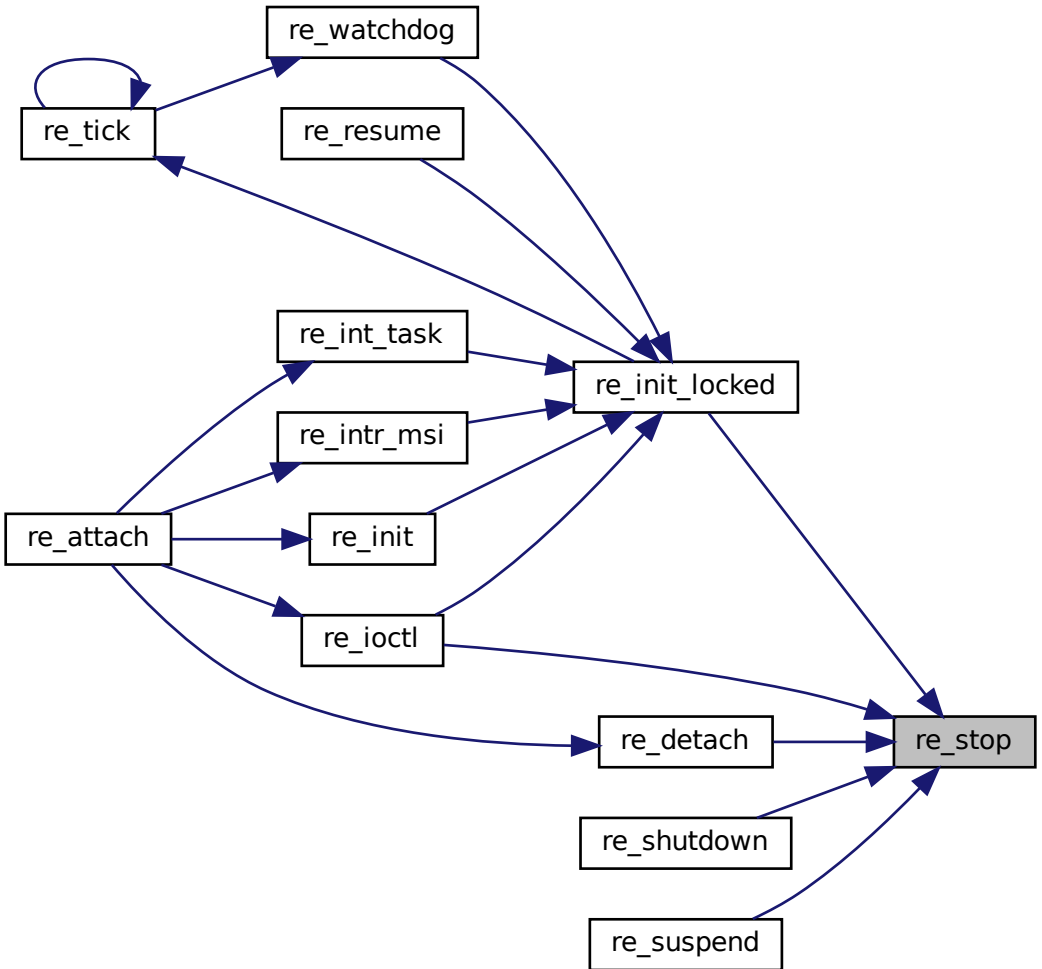 re_watchdog
re_tick
re_resume
re_int_task
re_init_locked
re_intr_msi
re_attach
re_init
re_ioctl
re_detach
re_stop
re_shutdown
re_suspend